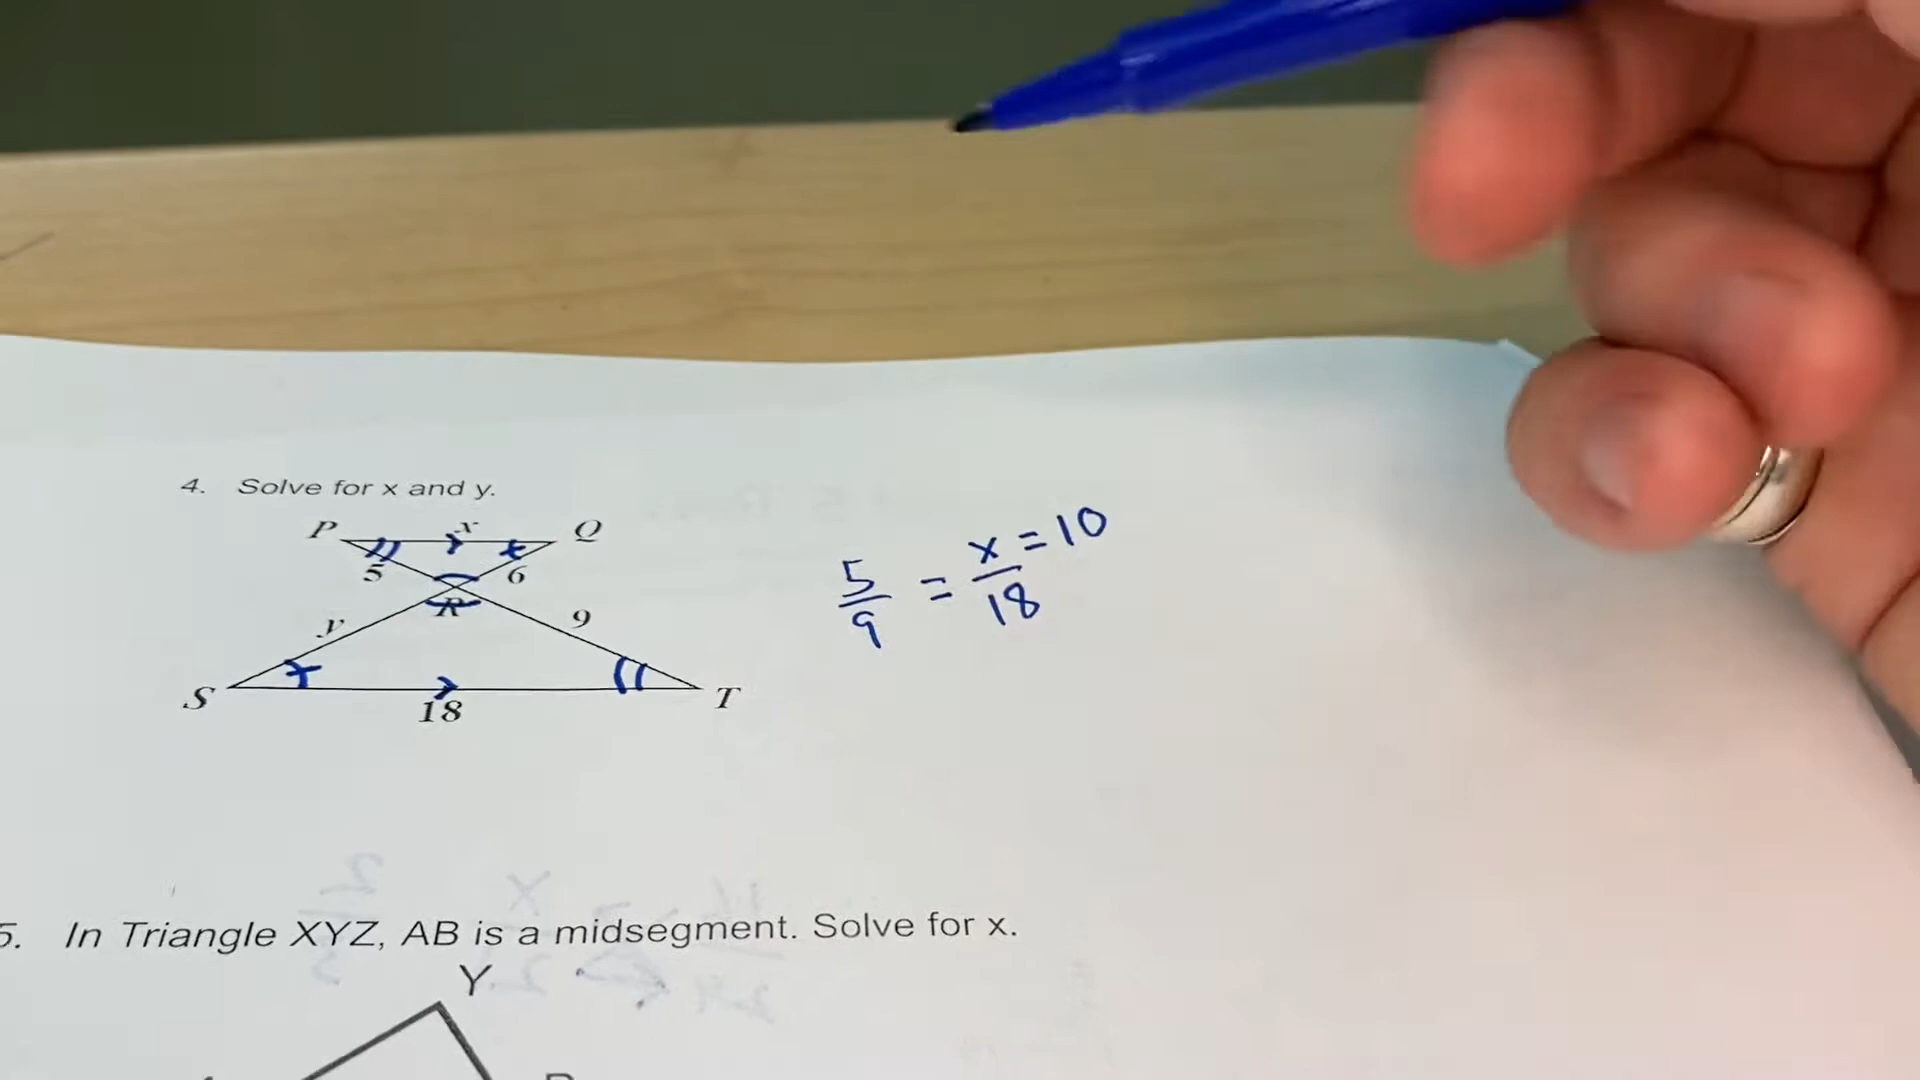 4. Solve for x and y.
P x Q
5 6
R
y 9
S 18 T
5/9 = x/18
x = 10
5. In Triangle XYZ, AB is a midsegment. Solve for x.
Y